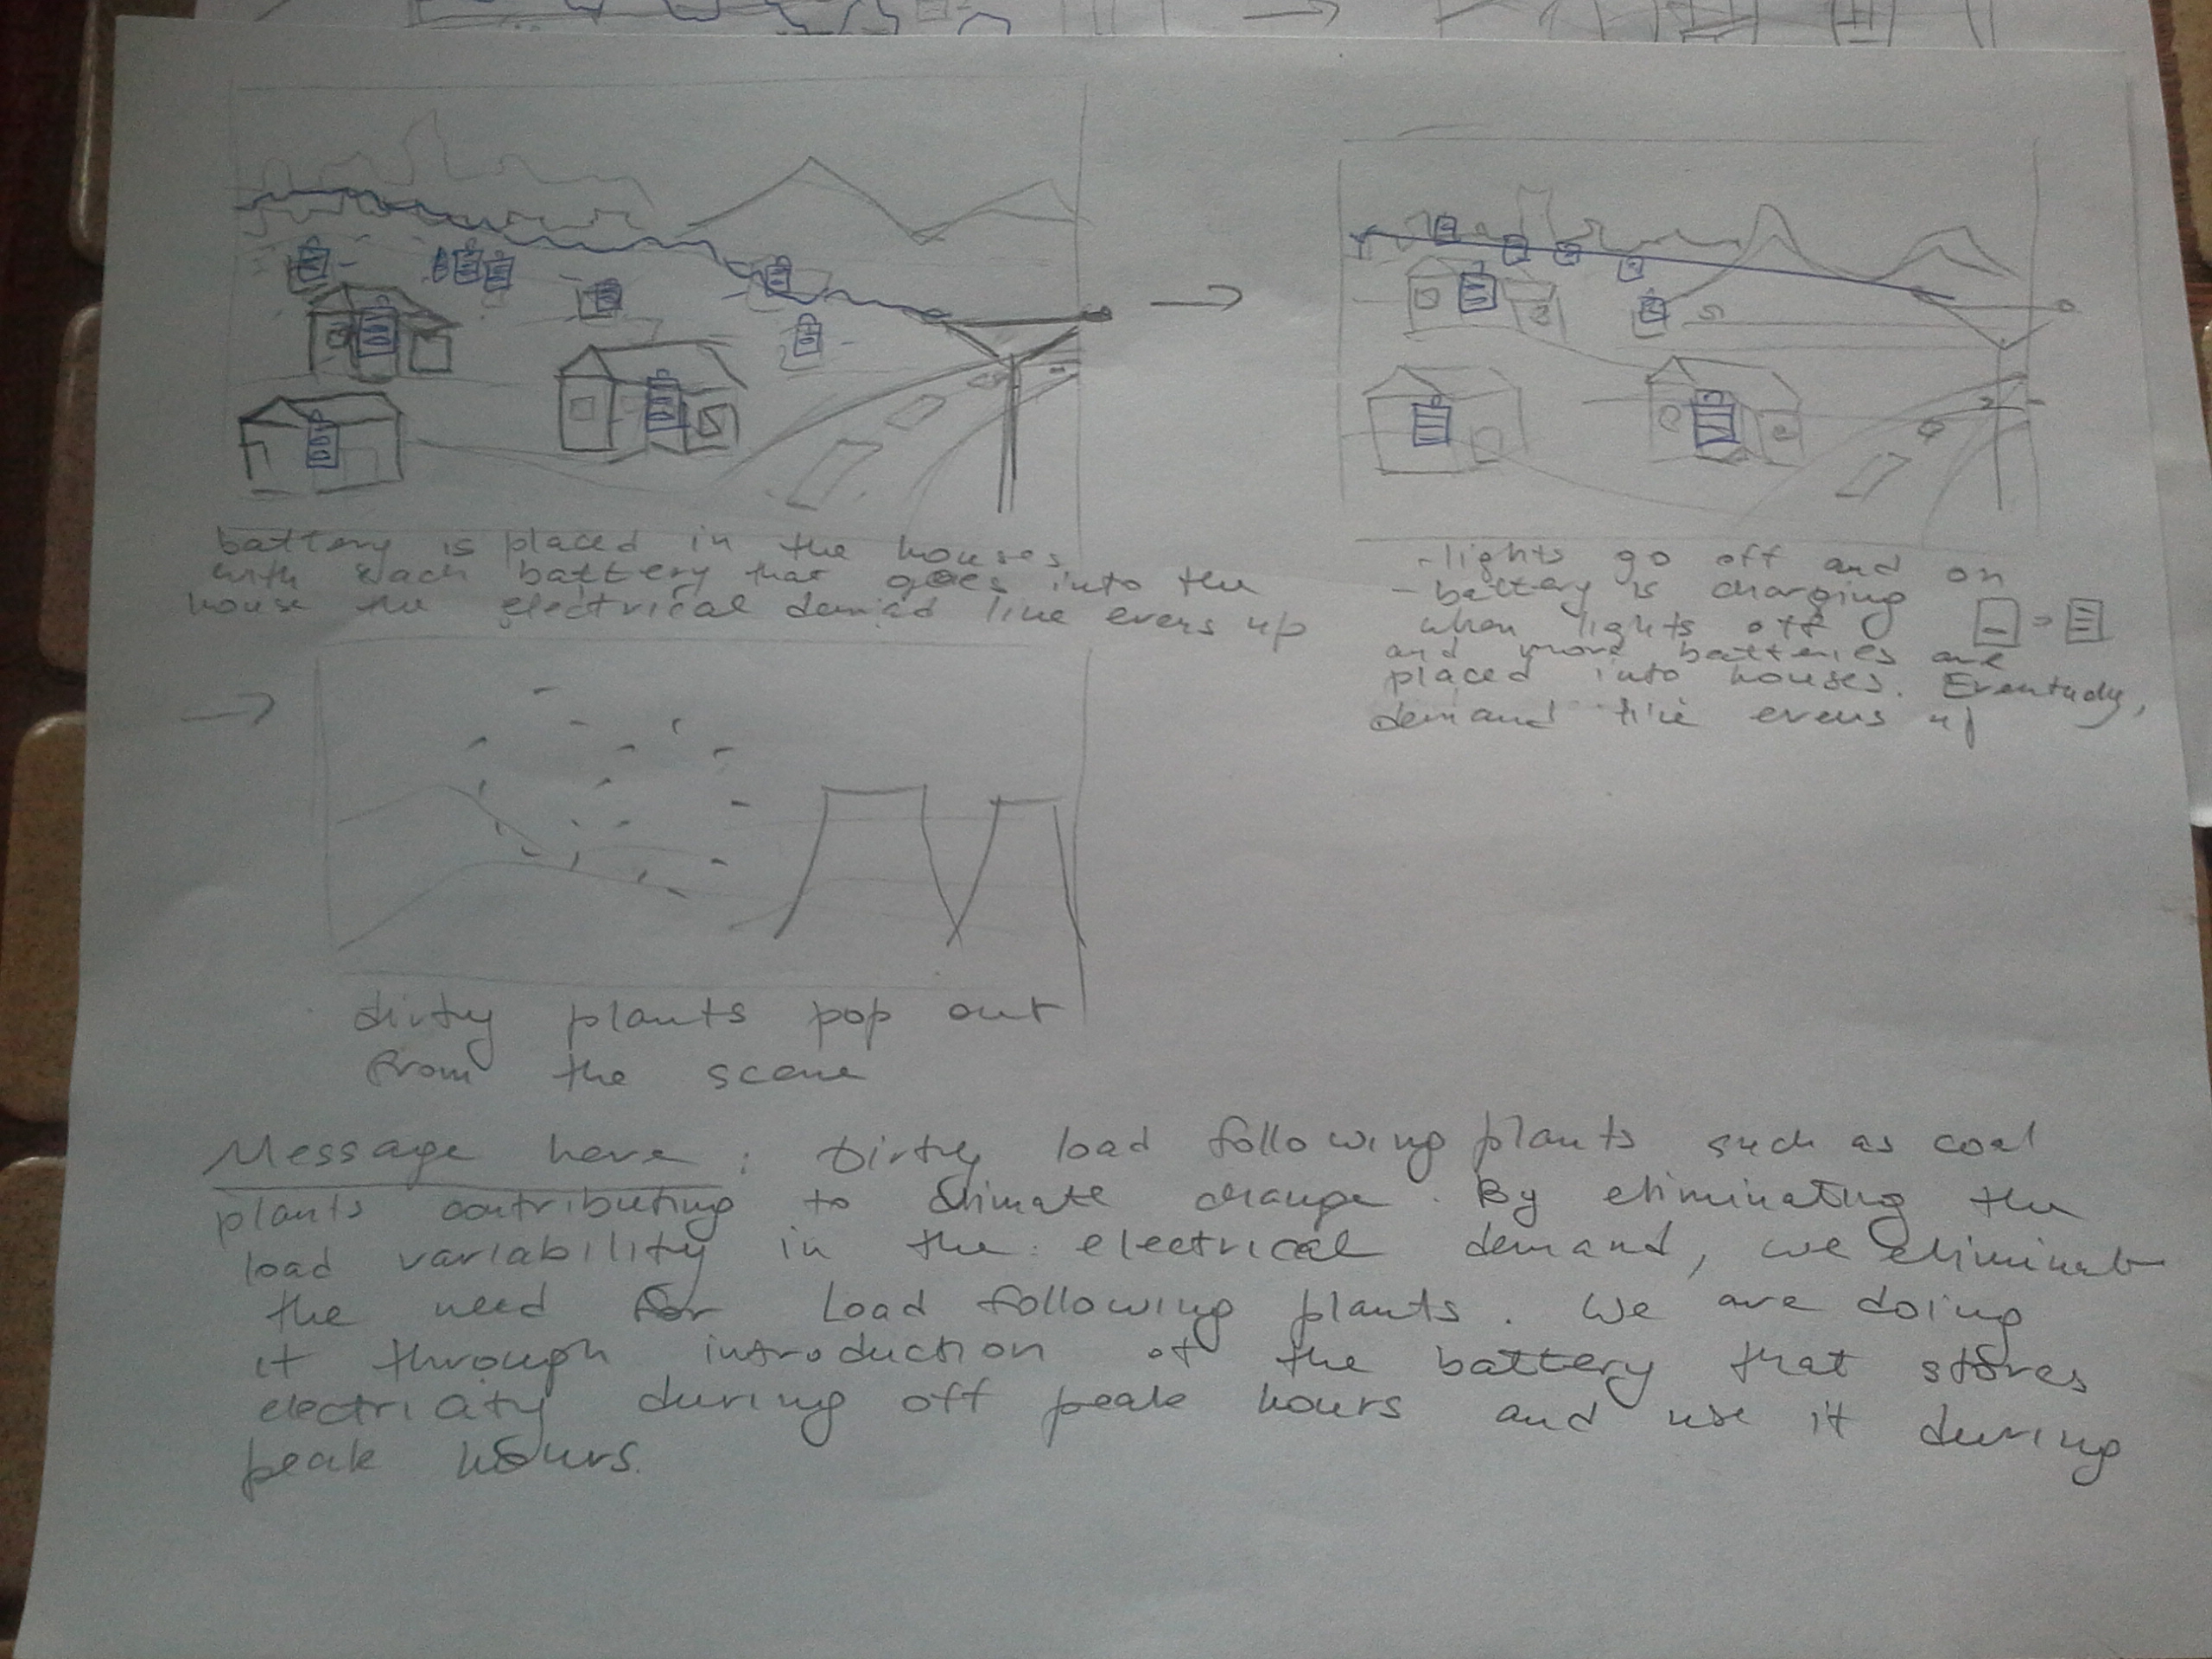 battery is placed in the houses
with each battery that goes into the
house the electrical demad line evens up
-lights go off and on
-battery is charging
when lights off
and more batteries are
placed into houses. Eventualy,
demand line evens up
dirty plants pop out
from the scene
Message here: Dirty load following plants such as coal
plants contributing to climate change. By eliminating the
load variability in the electrical demand, we eliminate
the need for Load following plants. We are doing
it through introduction of the battery that stores
electricity during off peak hours and use it during
peak hours.